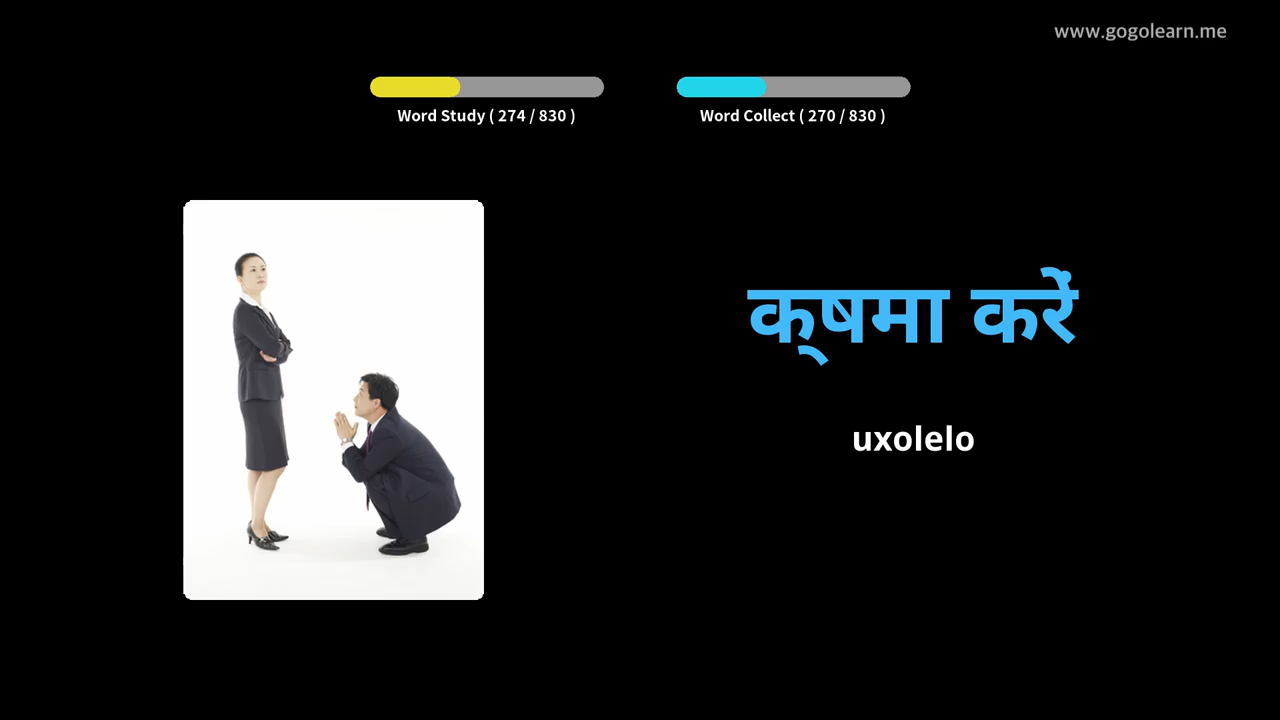 www.gogolearn.me
Word Study ( 274 / 830 )
Word Collect ( 270 / 830 )
क्षमा करें
uxolelo